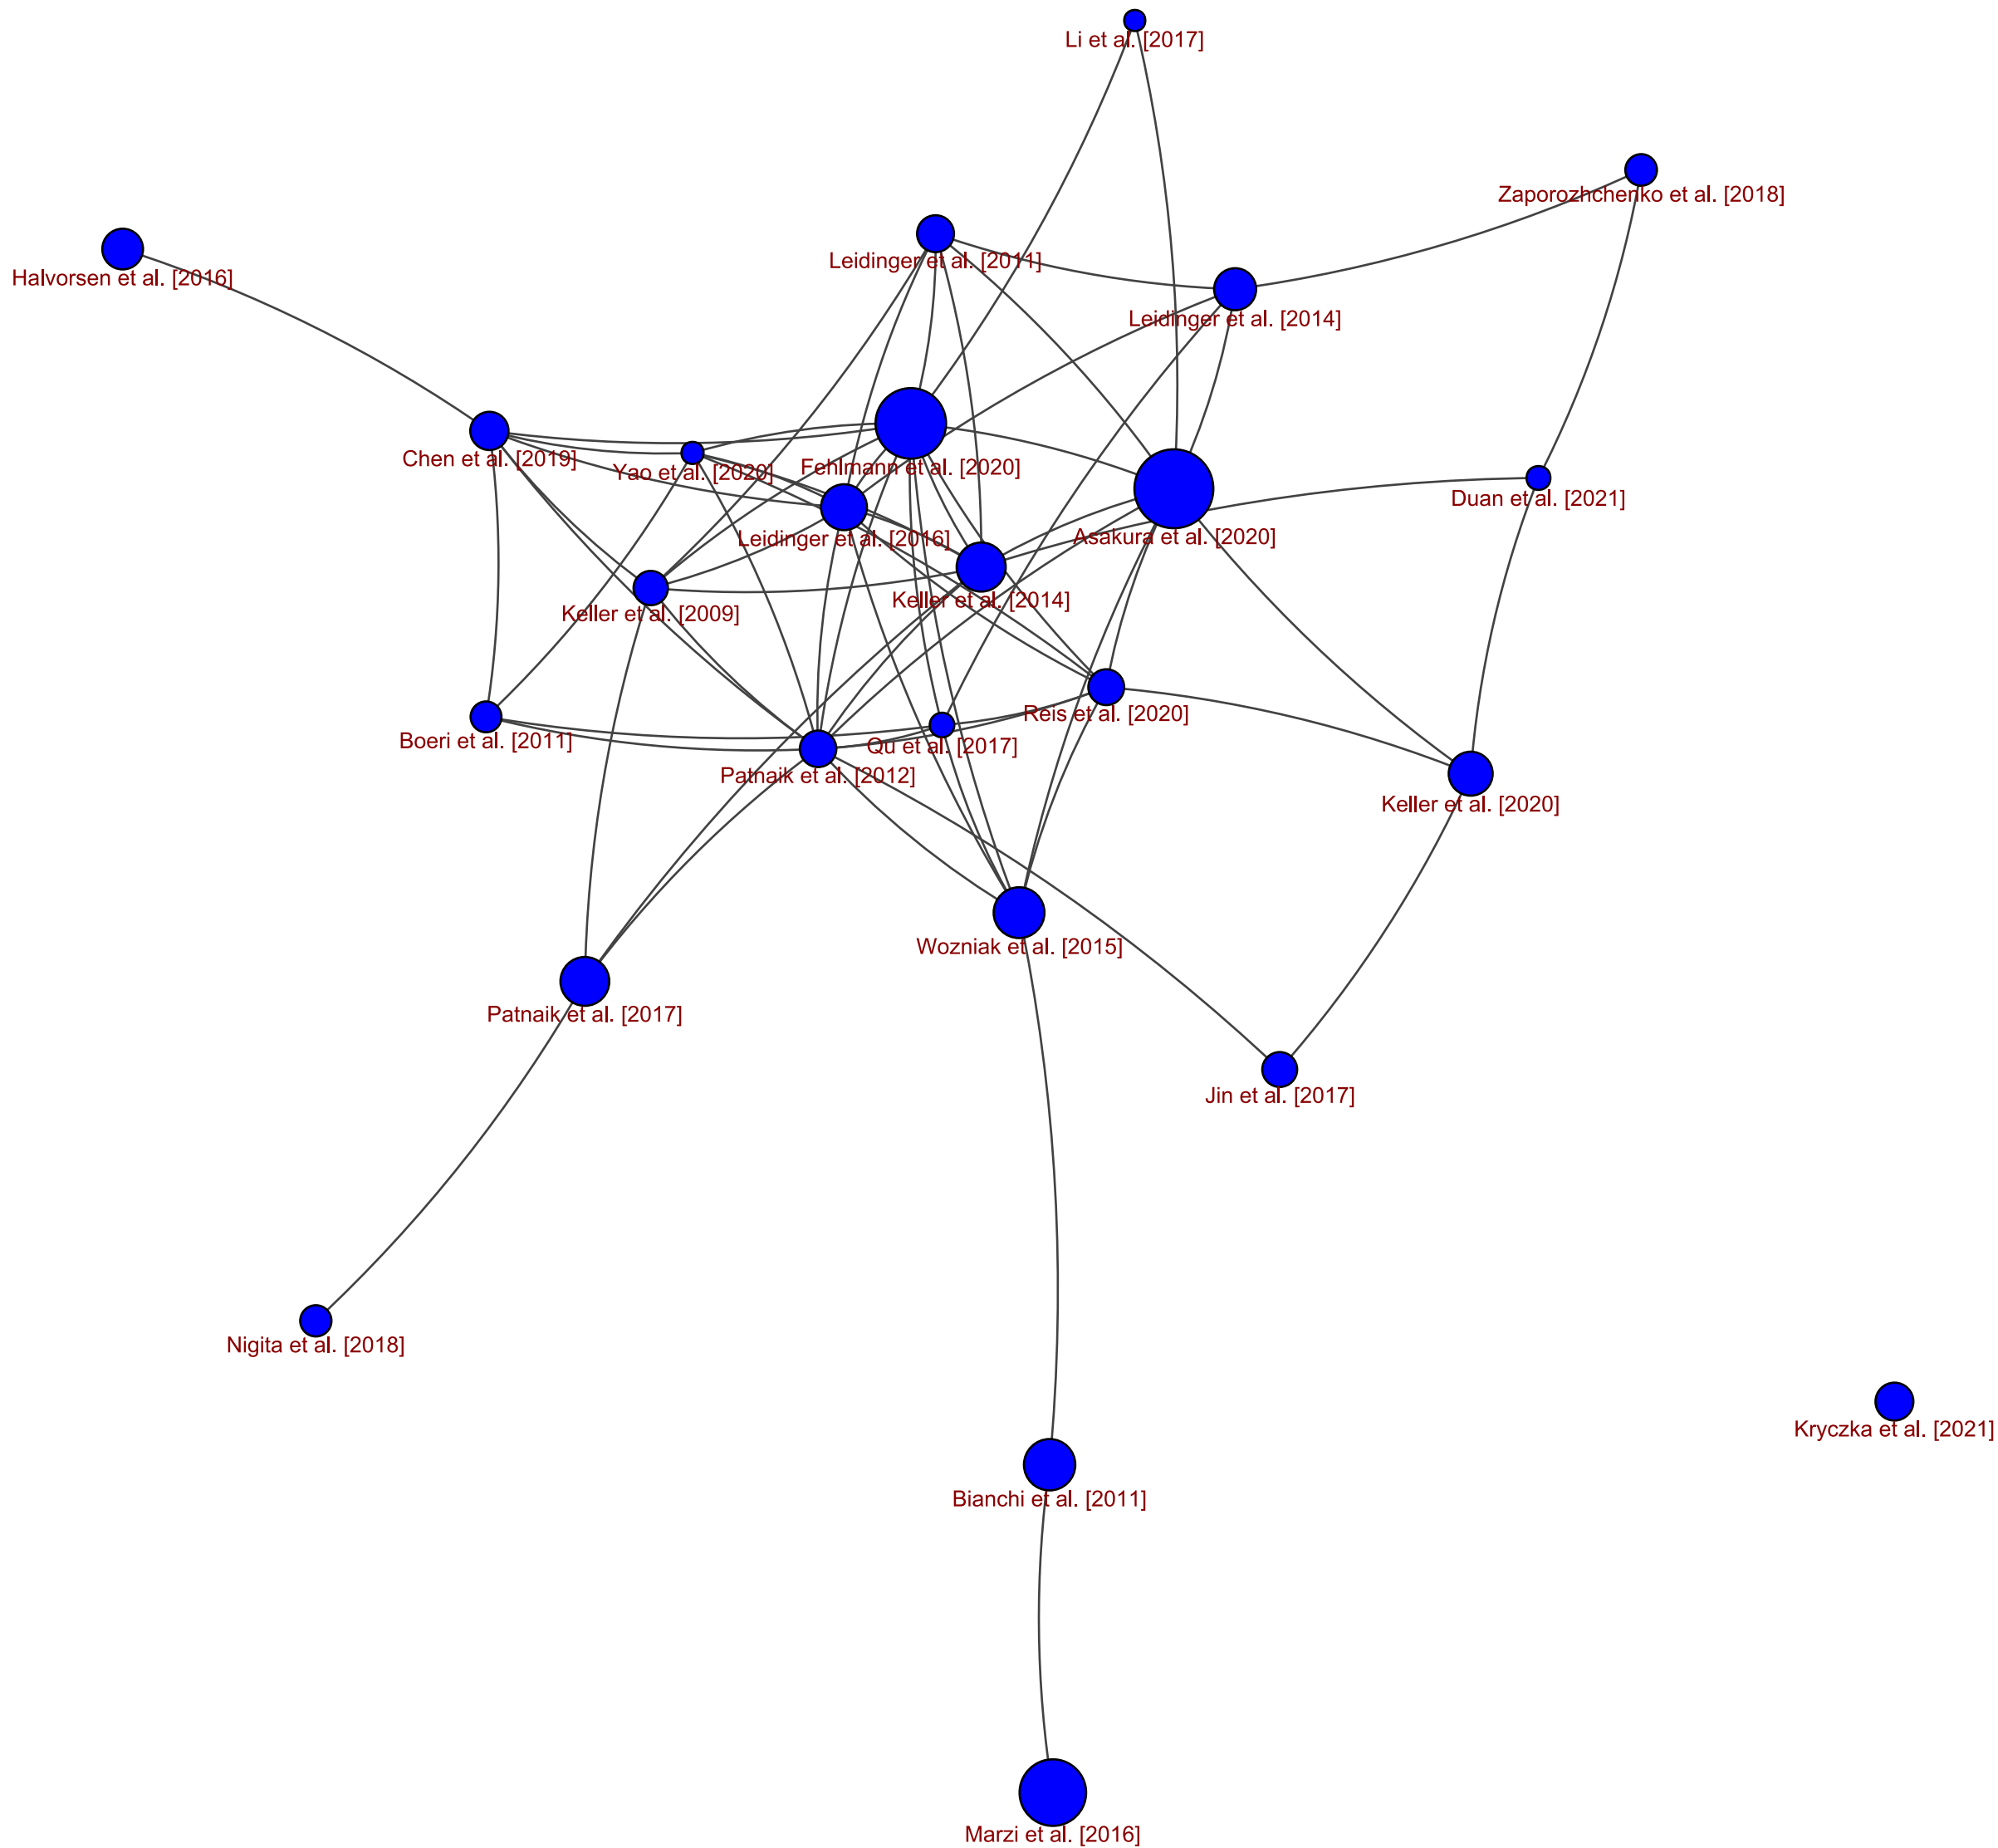 Li et al. [2017]
Zaporozhchenko et al. [2018]
Leidinger et al. [2011]
Halvorsen et al. [2016]
Leidinger et al. [2014]
Chen et al. [2019]
Fehlmann et al. [2020]
Yao et al. [2020]
Duan et al. [2021]
Asakura et al. [2020]
Leidinger et al. [2016]
Keller et al. [2014]
Keller et al. [2009]
Reis et al. [2020]
Boeri et al. [2011]
Qu et al. [2017]
Patnaik et al. [2012]
Keller et al. [2020]
Wozniak et al. [2015]
Patnaik et al. [2017]
Jin et al. [2017]
Nigita et al. [2018]
Kryczka et al. [2021]
Bianchi et al. [2011]
Marzi et al. [2016]